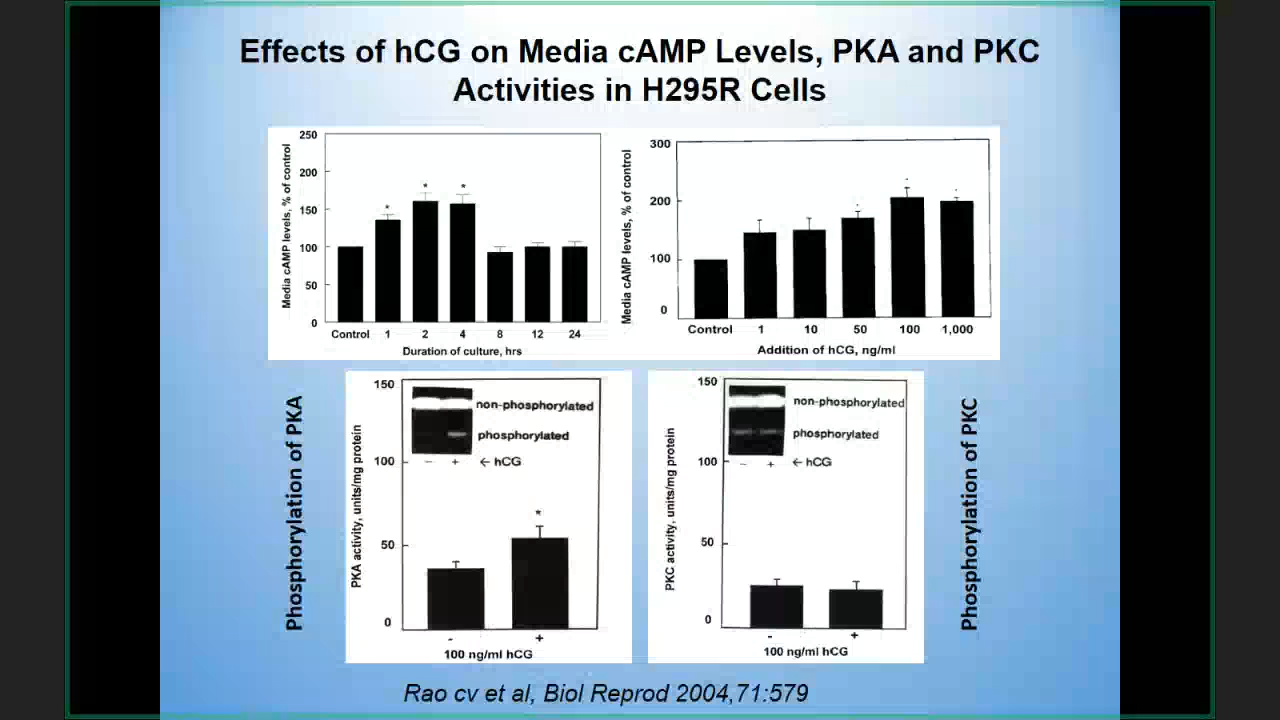 Effects of hCG on Media cAMP Levels, PKA and PKC
Activities in H295R Cells
Media cAMP levels, % of control
250
200
150
100
50
0
*
*
*
Control 1 2 4 8 12 24
Duration of culture, hrs
Media cAMP levels, % of control
300
200
100
0
Control 1 10 50 100 1,000
Addition of hCG, ng/ml
Phosphorylation of PKA
PKA activity, units/mg protein
150
100
50
0
non-phosphorylated
phosphorylated
− + ← hCG
*
- +
100 ng/ml hCG
PKC activity, units/mg protein
150
100
50
0
non-phosphorylated
phosphorylated
− + ← hCG
- +
100 ng/ml hCG
Phosphorylation of PKC
Rao cv et al, Biol Reprod 2004,71:579